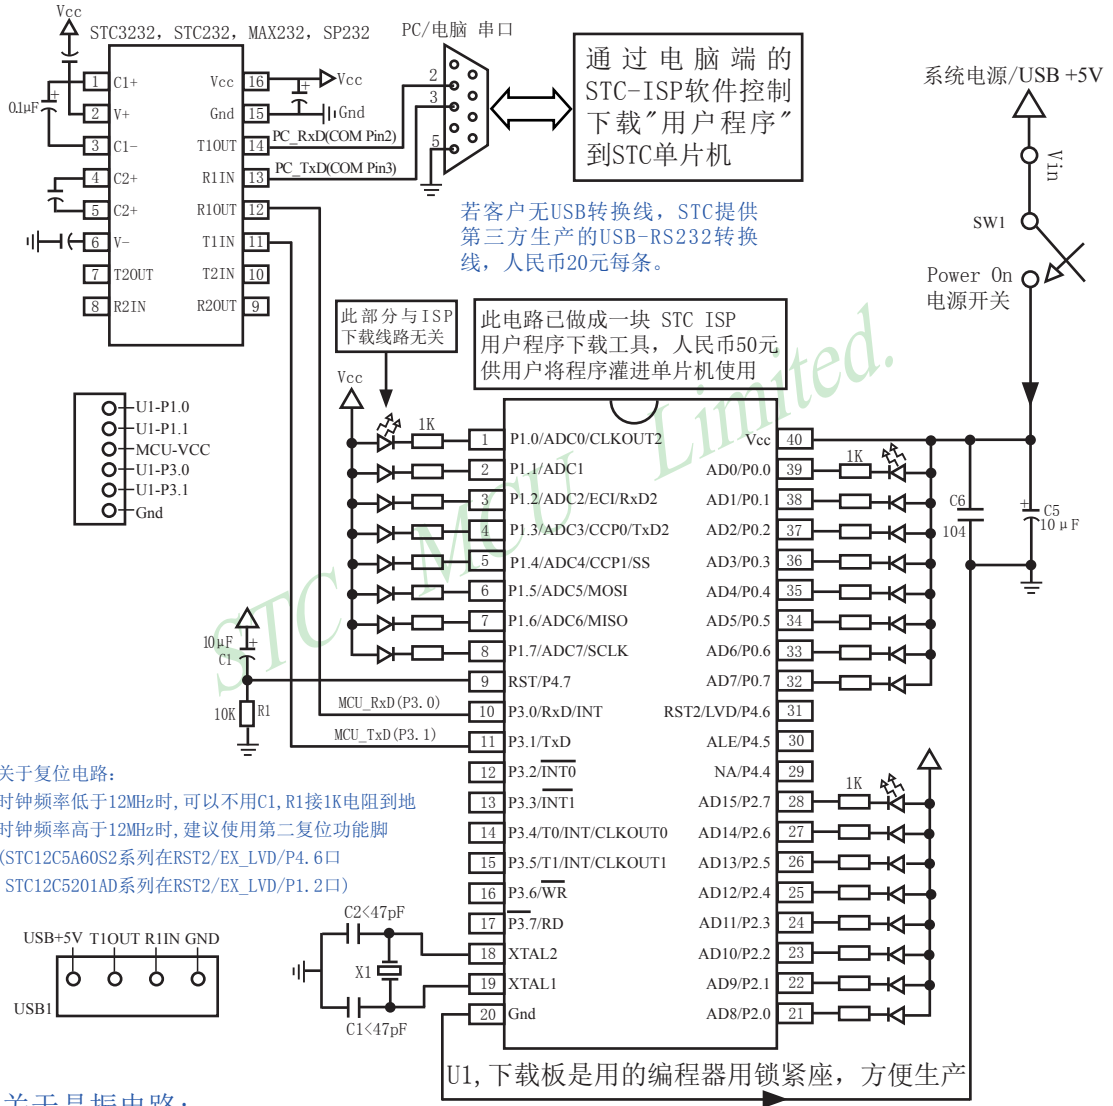 Vcc
STC3232, STC232, MAX232, SP232
PC/电脑 串口
通过电脑端的
STC-ISP软件控制
下载"用户程序"
到STC单片机
系统电源/USB +5V
Vin
SW1
Power On
电源开关
0.1μF
+
1 C1+
2 V+
3 C1-
4 C2+
5 C2+
6 V-
7 T2OUT
8 R2IN
Vcc 16
Gnd 15
T1OUT 14
R1IN 13
R1OUT 12
T1IN 11
T2IN 10
R2OUT 9
+
Vcc
Gnd
PC_RxD(COM Pin2)
PC_TxD(COM Pin3)
2
3
5
若客户无USB转换线，STC提供
第三方生产的USB-RS232转换
线，人民币20元每条。
此部分与ISP
下载线路无关
此电路已做成一块 STC ISP
用户程序下载工具，人民币50元
供用户将程序灌进单片机使用
U1-P1.0
U1-P1.1
MCU-VCC
U1-P3.0
U1-P3.1
Gnd
Vcc
1K
1 P1.0/ADC0/CLKOUT2
2 P1.1/ADC1
3 P1.2/ADC2/ECI/RxD2
4 P1.3/ADC3/CCP0/TxD2
5 P1.4/ADC4/CCP1/SS
6 P1.5/ADC5/MOSI
7 P1.6/ADC6/MISO
8 P1.7/ADC7/SCLK
9 RST/P4.7
10 P3.0/RxD/INT
11 P3.1/TxD
12 P3.2/INT0
13 P3.3/INT1
14 P3.4/T0/INT/CLKOUT0
15 P3.5/T1/INT/CLKOUT1
16 P3.6/WR
17 P3.7/RD
18 XTAL2
19 XTAL1
20 Gnd
Vcc 40
AD0/P0.0 39
AD1/P0.1 38
AD2/P0.2 37
AD3/P0.3 36
AD4/P0.4 35
AD5/P0.5 34
AD6/P0.6 33
AD7/P0.7 32
RST2/LVD/P4.6 31
ALE/P4.5 30
NA/P4.4 29
AD15/P2.7 28
AD14/P2.6 27
AD13/P2.5 26
AD12/P2.4 25
AD11/P2.3 24
AD10/P2.2 23
AD9/P2.1 22
AD8/P2.0 21
1K
1K
C6
104
+
C5
10μF
10μF
+
C1
10K
R1
MCU_RxD(P3.0)
MCU_TxD(P3.1)
关于复位电路：
时钟频率低于12MHz时,可以不用C1,R1接1K电阻到地
时钟频率高于12MHz时,建议使用第二复位功能脚
(STC12C5A60S2系列在RST2/EX_LVD/P4.6口
STC12C5201AD系列在RST2/EX_LVD/P1.2口)
USB+5V T1OUT R1IN GND
USB1
C2<47pF
X1
C1<47pF
U1,下载板是用的编程器用锁紧座，方便生产
STC MCU Limited.
关于晶振电路：